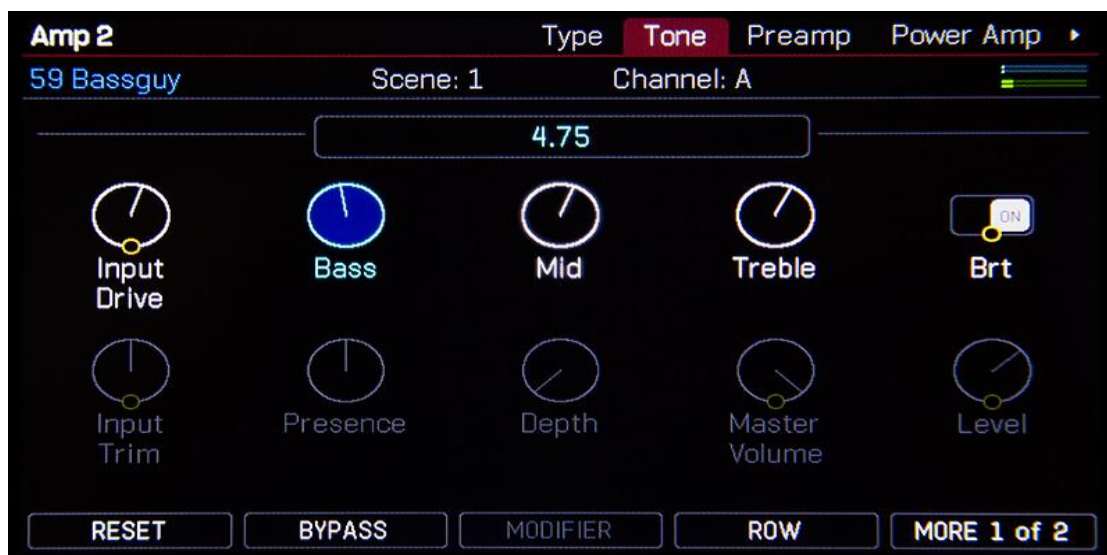 Amp 2 Type Tone Preamp Power Amp
59 Bassguy Scene: 1 Channel: A
4.75
ON
Input Drive
Bass
Mid
Treble
Brt
Input Trim
Presence
Depth
Master Volume
Level
RESET BYPASS MODIFIER ROW MORE 1 of 2